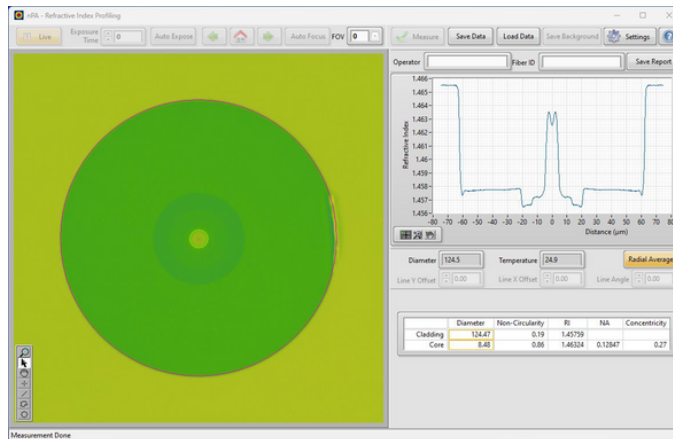 nPA - Refractive Index Profiling
Live
Exposure Time
0
Auto Expose
Auto Focus
FOV
0
Measure
Save Data
Load Data
Save Background
Settings
Operator
Fiber ID
Save Report
Refractive Index
1.466
1.465
1.464
1.463
1.462
1.461
1.46
1.459
1.458
1.457
1.456
-80 -70 -60 -50 -40 -30 -20 -10 0 10 20 30 40 50 60 70 80
Distance (µm)
Diameter 124.5 Temperature 24.9 Radial Average
Line Y Offset 0.00 Line X Offset 0.00 Line Angle 0.00
Diameter Non-Circularity RI NA Concentricity
Cladding 124.47 0.19 1.45759
Core 8.48 0.86 1.46324 0.12847 0.27
Measurement Done